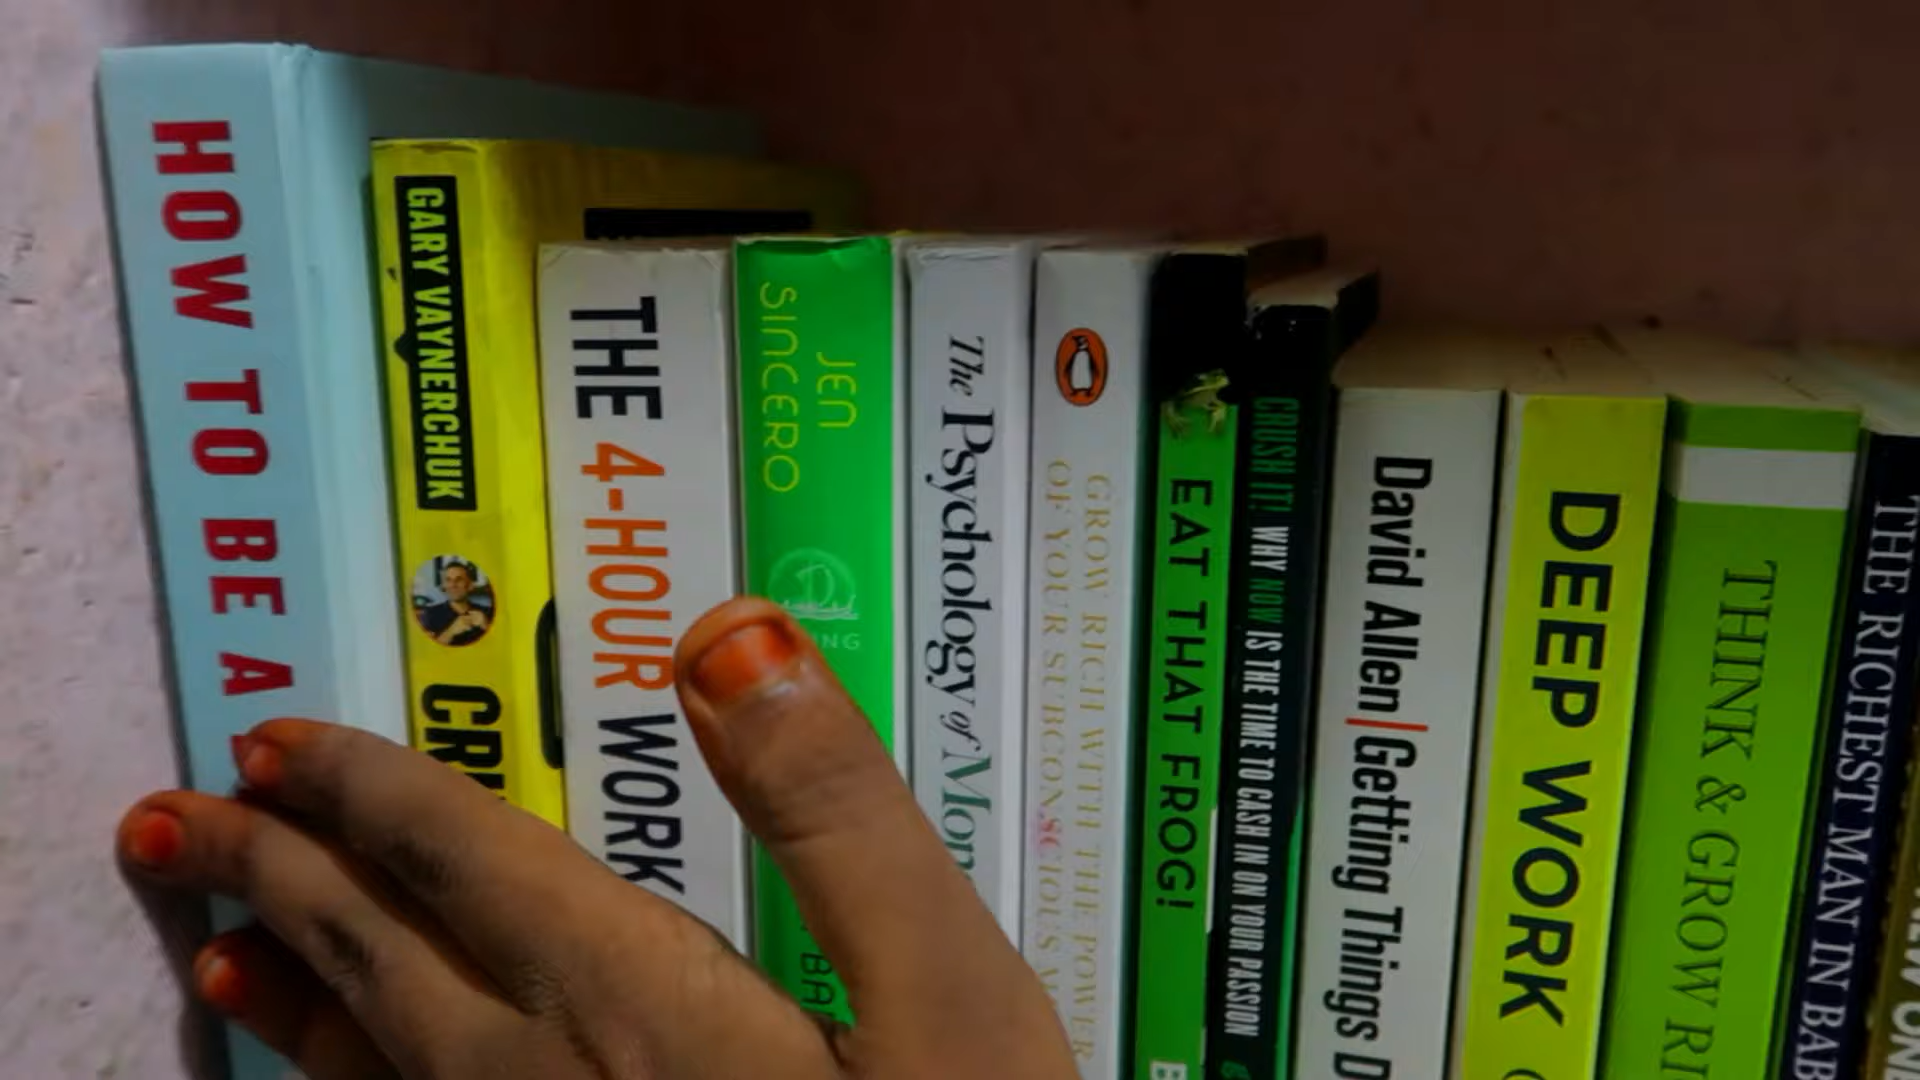 HOW TO BE A
GARY VAYNERCHUK
THE 4-HOUR WORK
JEN
SINCERO
The Psychology of Mon
GROW RICH WITH THE POWER
OF YOUR SUBCONSCIOUS
EAT THAT FROG!
CRUSH IT! WHY NOW IS THE TIME TO CASH IN ON YOUR PASSION
David Allen | Getting Things D
DEEP WORK
THINK & GROW RI
THE RICHEST MAN IN BAB